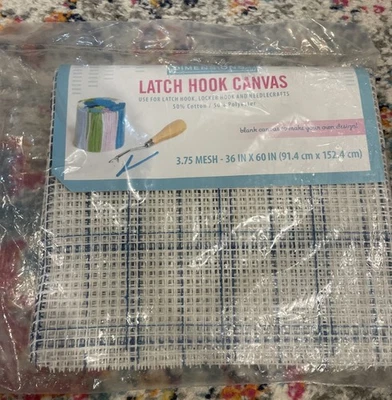 LATCH HOOK CANVAS
USE FOR LATCH HOOK, LOCKER HOOK AND NEEDLECRAFTS
50% Cotton / 50% Polyester
blank canvas to make your own design!
3.75 MESH - 36 IN X 60 IN (91.4 cm x 152.4 cm)